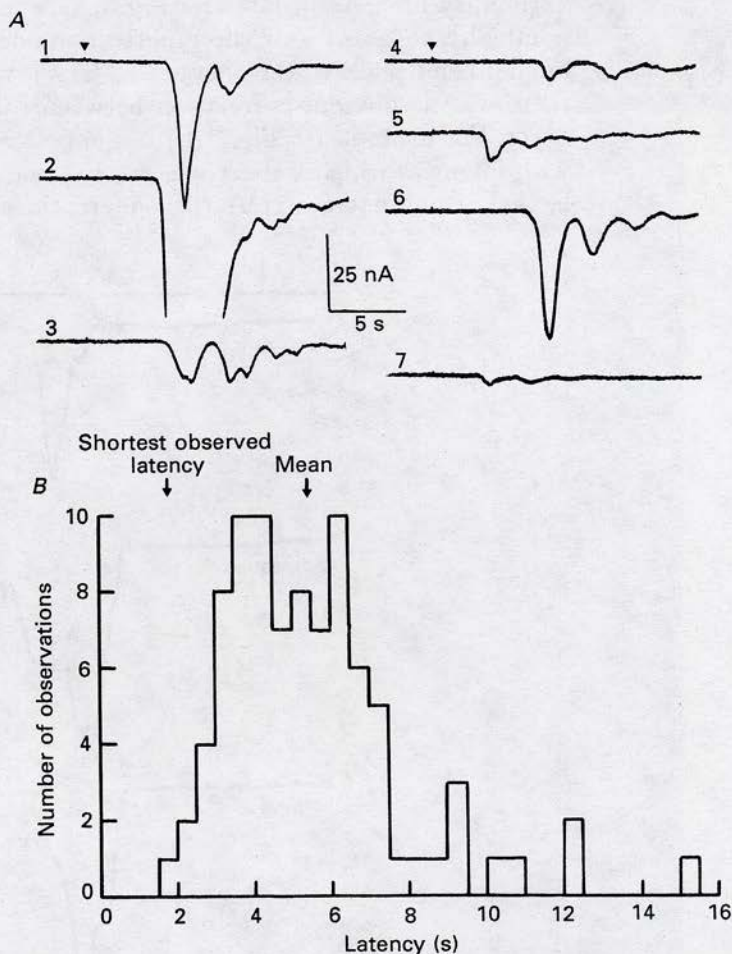 A
1
2
3
4
5
6
7
25 nA
5 s
Shortest observed
latency
Mean
B
Number of observations
10
8
6
4
2
0
0 2 4 6 8 10 12 14 16
Latency (s)